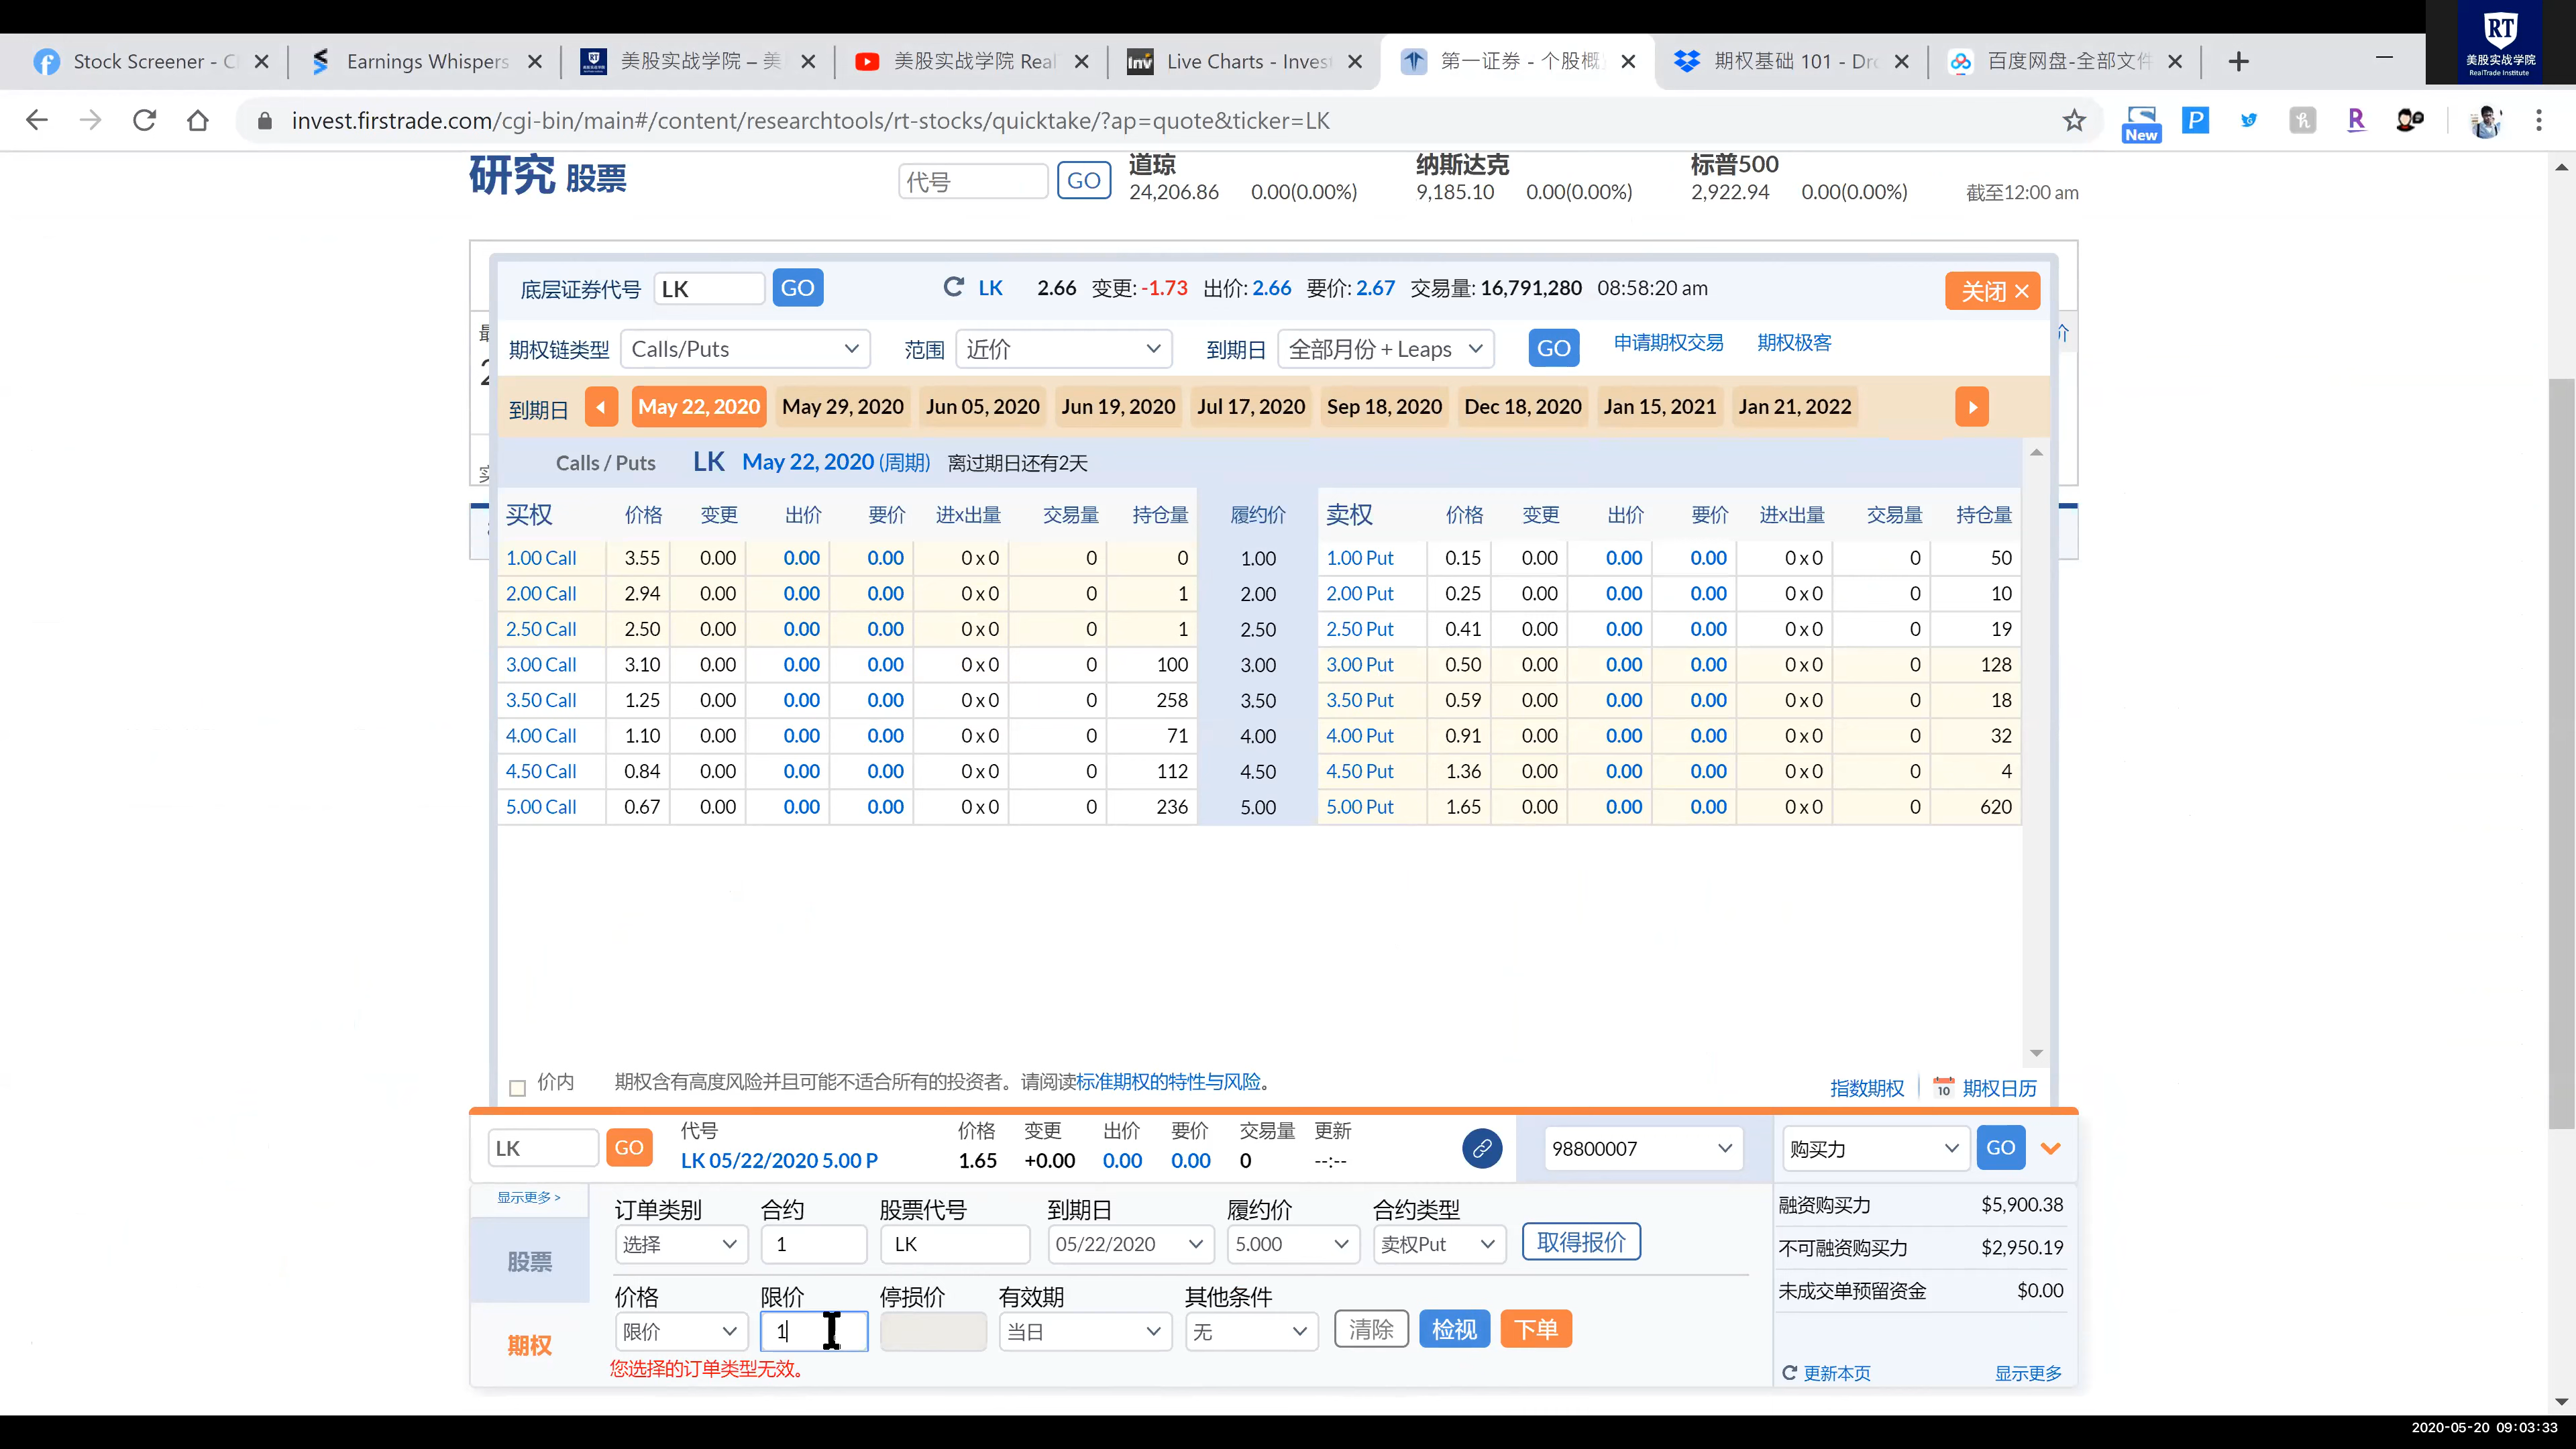 RT
美股实战学院
RealTrade Institute
Stock Screener - C
Earnings Whispers
美股实战学院 – 美
美股实战学院 Real
Live Charts - Invest
第一证券 - 个股概
期权基础 101 - Dr
百度网盘-全部文件
invest.firstrade.com/cgi-bin/main#/content/researchtools/rt-stocks/quicktake/?ap=quote&ticker=LK
New
研究 股票
代号 GO
道琼 纳斯达克 标普500
24,206.86 0.00(0.00%) 9,185.10 0.00(0.00%) 2,922.94 0.00(0.00%) 截至12:00 am
底层证券代号 LK GO LK 2.66 变更: -1.73 出价: 2.66 要价: 2.67 交易量: 16,791,280 08:58:20 am 关闭 ×
期权链类型 Calls/Puts 范围 近价 到期日 全部月份 + Leaps GO 申请期权交易 期权极客
到期日 May 22, 2020 May 29, 2020 Jun 05, 2020 Jun 19, 2020 Jul 17, 2020 Sep 18, 2020 Dec 18, 2020 Jan 15, 2021 Jan 21, 2022
Calls / Puts LK May 22, 2020 (周期) 离过期日还有2天
买权 价格 变更 出价 要价 进x出量 交易量 持仓量 履约价 卖权 价格 变更 出价 要价 进x出量 交易量 持仓量
1.00 Call 3.55 0.00 0.00 0.00 0 x 0 0 0 1.00 1.00 Put 0.15 0.00 0.00 0.00 0 x 0 0 50
2.00 Call 2.94 0.00 0.00 0.00 0 x 0 0 1 2.00 2.00 Put 0.25 0.00 0.00 0.00 0 x 0 0 10
2.50 Call 2.50 0.00 0.00 0.00 0 x 0 0 1 2.50 2.50 Put 0.41 0.00 0.00 0.00 0 x 0 0 19
3.00 Call 3.10 0.00 0.00 0.00 0 x 0 0 100 3.00 3.00 Put 0.50 0.00 0.00 0.00 0 x 0 0 128
3.50 Call 1.25 0.00 0.00 0.00 0 x 0 0 258 3.50 3.50 Put 0.59 0.00 0.00 0.00 0 x 0 0 18
4.00 Call 1.10 0.00 0.00 0.00 0 x 0 0 71 4.00 4.00 Put 0.91 0.00 0.00 0.00 0 x 0 0 32
4.50 Call 0.84 0.00 0.00 0.00 0 x 0 0 112 4.50 4.50 Put 1.36 0.00 0.00 0.00 0 x 0 0 4
5.00 Call 0.67 0.00 0.00 0.00 0 x 0 0 236 5.00 5.00 Put 1.65 0.00 0.00 0.00 0 x 0 0 620
价内 期权含有高度风险并且可能不适合所有的投资者。请阅读标准期权的特性与风险。 指数期权 10 期权日历
代号 价格 变更 出价 要价 交易量 更新
LK GO LK 05/22/2020 5.00 P 1.65 +0.00 0.00 0.00 0 --:-- 98800007 购买力 GO
显示更多 >
股票
期权
订单类别 合约 股票代号 到期日 履约价 合约类型
选择 1 LK 05/22/2020 5.000 卖权Put 取得报价
价格 限价 停损价 有效期 其他条件
限价 1 当日 无 清除 检视 下单
您选择的订单类型无效。
融资购买力 $5,900.38
不可融资购买力 $2,950.19
未成交单预留资金 $0.00
更新本页 显示更多
2020-05-20 09:03:33